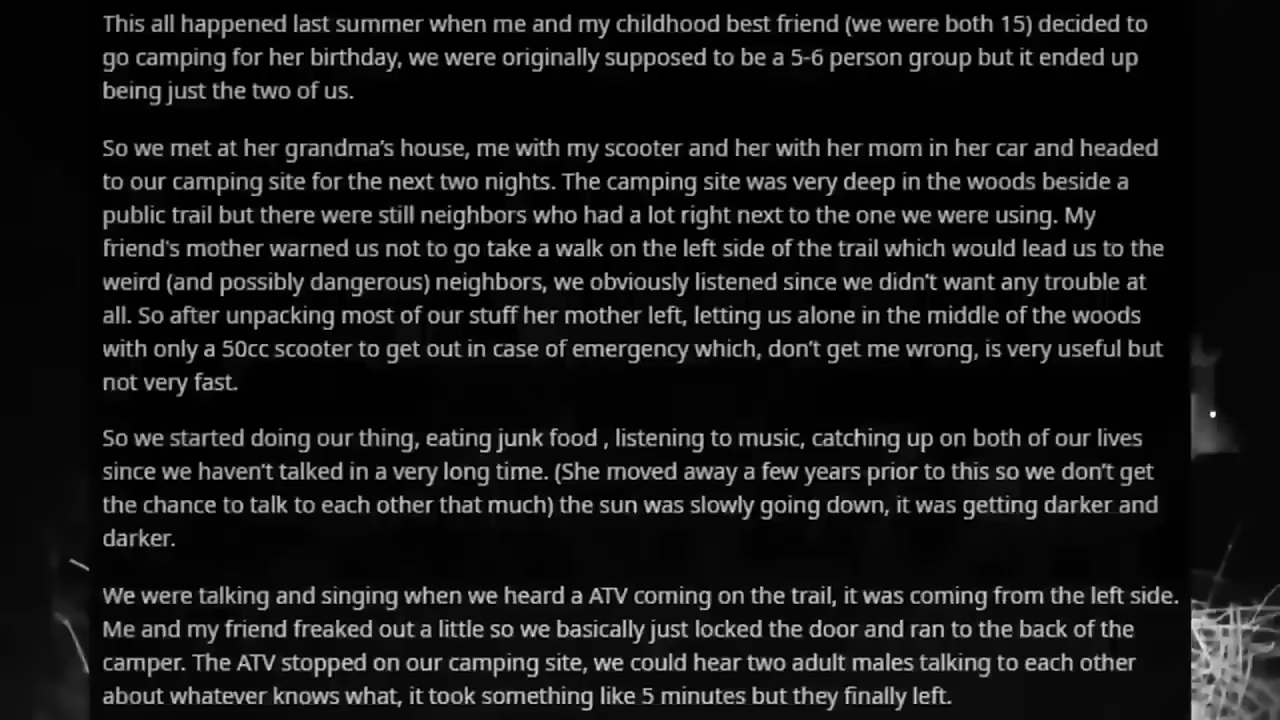 This all happened last summer when me and my childhood best friend (we were both 15) decided to
go camping for her birthday, we were originally supposed to be a 5-6 person group but it ended up
being just the two of us.
So we met at her grandma's house, me with my scooter and her with her mom in her car and headed
to our camping site for the next two nights. The camping site was very deep in the woods beside a
public trail but there were still neighbors who had a lot right next to the one we were using. My
friend's mother warned us not to go take a walk on the left side of the trail which would lead us to the
weird (and possibly dangerous) neighbors, we obviously listened since we didn't want any trouble at
all. So after unpacking most of our stuff her mother left, letting us alone in the middle of the woods
with only a 50cc scooter to get out in case of emergency which, don't get me wrong, is very useful but
not very fast.
So we started doing our thing, eating junk food , listening to music, catching up on both of our lives
since we haven't talked in a very long time. (She moved away a few years prior to this so we don't get
the chance to talk to each other that much) the sun was slowly going down, it was getting darker and
darker.
We were talking and singing when we heard a ATV coming on the trail, it was coming from the left side.
Me and my friend freaked out a little so we basically just locked the door and ran to the back of the
camper. The ATV stopped on our camping site, we could hear two adult males talking to each other
about whatever knows what, it took something like 5 minutes but they finally left.